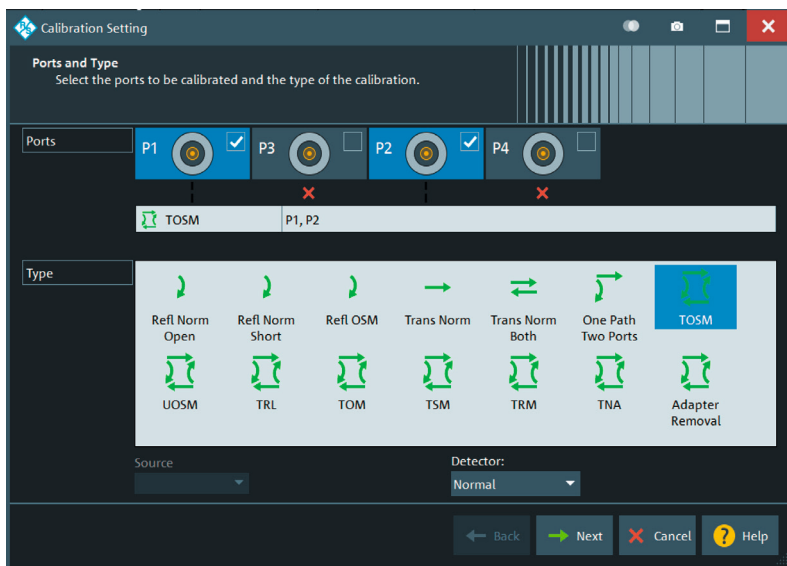 Calibration Setting
Ports and Type
Select the ports to be calibrated and the type of the calibration.
Ports
P1
P3
P2
P4
TOSM
P1, P2
Type
Refl Norm
Open
Refl Norm
Short
Refl OSM
Trans Norm
Trans Norm
Both
One Path
Two Ports
TOSM
UOSM
TRL
TOM
TSM
TRM
TNA
Adapter
Removal
Source
Detector:
Normal
Back
Next
Cancel
? Help